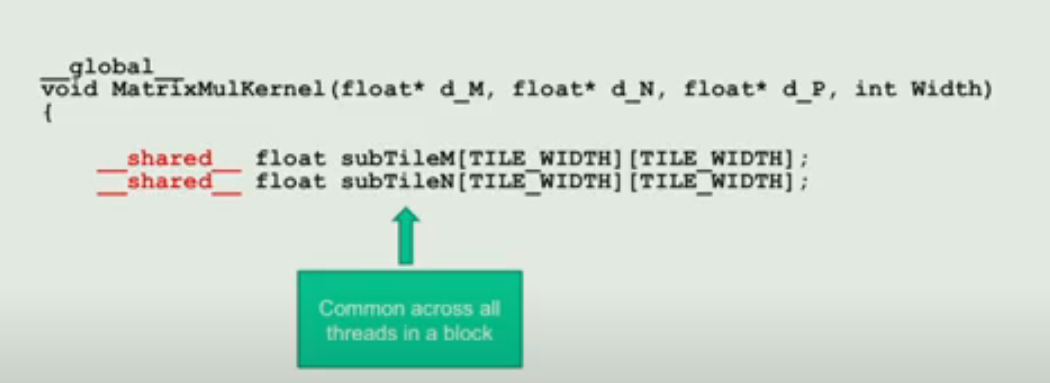 __global__
void MatrixMulKernel(float* d_M, float* d_N, float* d_P, int Width)
{
__shared__ float subTileM[TILE_WIDTH][TILE_WIDTH];
__shared__ float subTileN[TILE_WIDTH][TILE_WIDTH];
Common across all
threads in a block